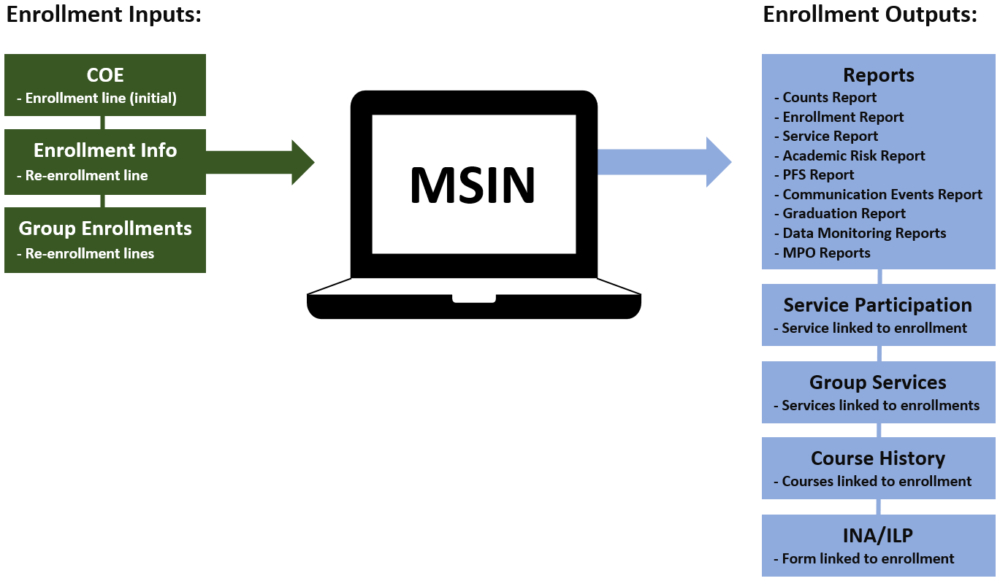 Enrollment Inputs:
COE
- Enrollment line (initial)
Enrollment Info
- Re-enrollment line
Group Enrollments
- Re-enrollment lines
MSIN
Enrollment Outputs:
Reports
- Counts Report
- Enrollment Report
- Service Report
- Academic Risk Report
- PFS Report
- Communication Events Report
- Graduation Report
- Data Monitoring Reports
- MPO Reports
Service Participation
- Service linked to enrollment
Group Services
- Services linked to enrollments
Course History
- Courses linked to enrollment
INA/ILP
- Form linked to enrollment